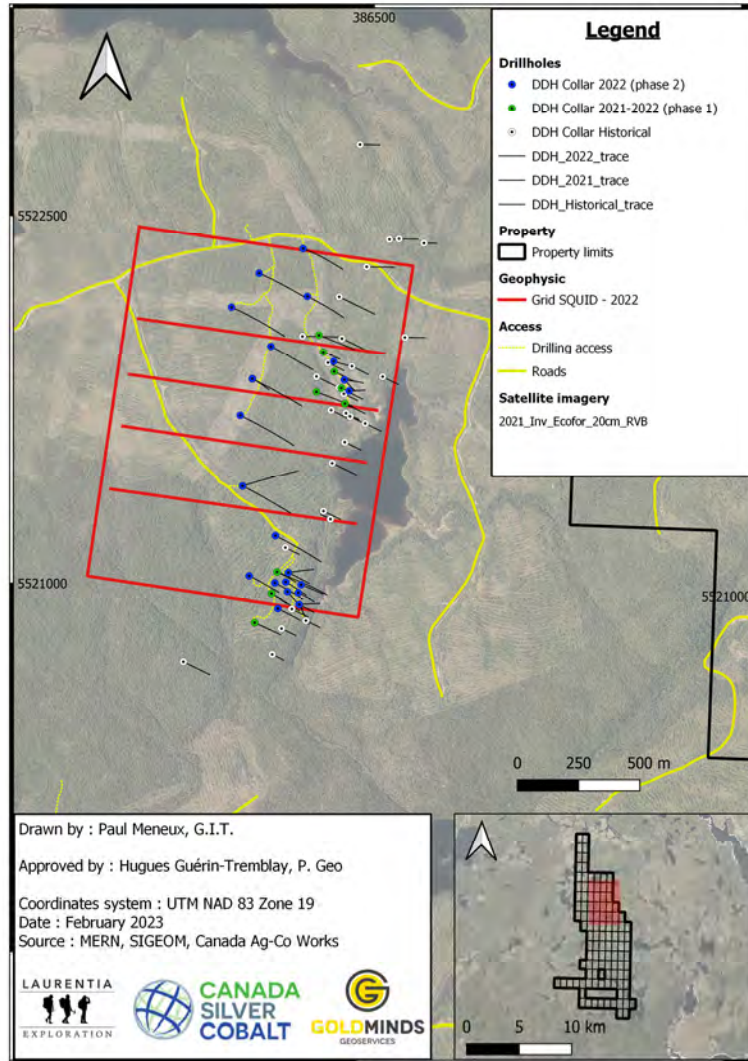 386500
5522500
5521000
5521000
Legend
Drillholes
DDH Collar 2022 (phase 2)
DDH Collar 2021-2022 (phase 1)
DDH Collar Historical
DDH_2022_trace
DDH_2021_trace
DDH_Historical_trace
Property
Property limits
Geophysic
Grid SQUID - 2022
Access
Drilling access
Roads
Satellite imagery
2021_Inv_Ecofor_20cm_RVB
0 250 500 m
Drawn by : Paul Meneux, G.I.T.
Approved by : Hugues Guérin-Tremblay, P. Geo
Coordinates system : UTM NAD 83 Zone 19
Date : February 2023
Source : MERN, SIGEOM, Canada Ag-Co Works
LAURENTIA
EXPLORATION
CANADA
SILVER
COBALT
GOLDMINDS
GEOSERVICES
0 5 10 km